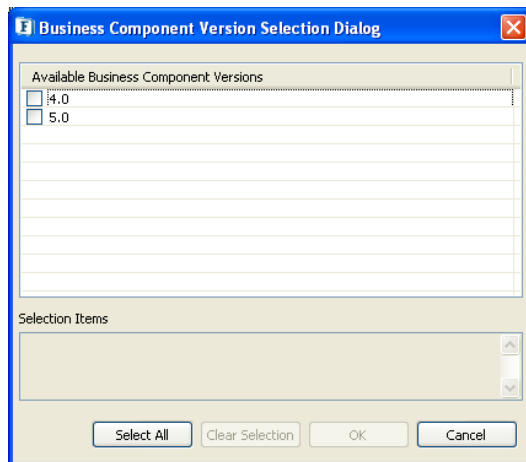 Business Component Version Selection Dialog
Available Business Component Versions
4.0
5.0
Selection Items
Select All
Clear Selection
OK
Cancel